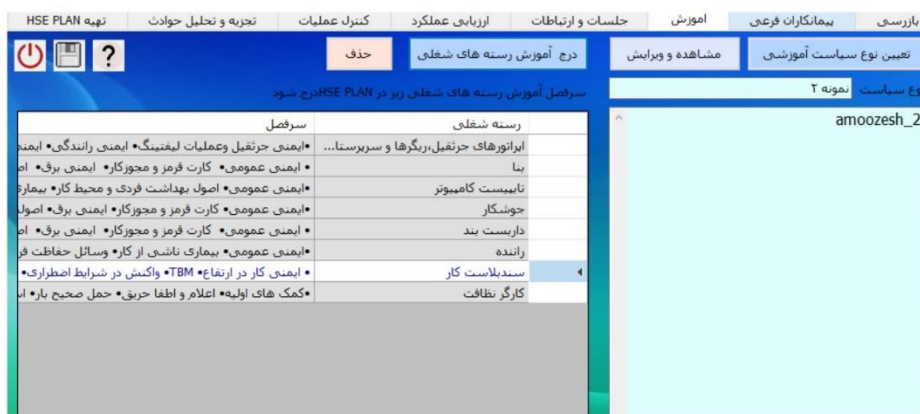 بازرسی پیمانکاران فرعی اموزش جلسات و ارتباطات ارزیابی عملکرد کنترل عملیات تجزیه و تحلیل حوادث تهیه HSE PLAN
تعیین نوع سیاست آموزشی مشاهده و ویرایش درج آموزش رسته های شغلی حذف ?
وع سیاست نمونه ۲
سرفصل آموزش رسته های شغلی زیر در HSE PLANدرج شود
amoozesh_2
رسته شغلی سرفصل
اپراتورهای جرثقیل،ریگرها و سرپرستا... •ایمنی جرثقیل وعملیات لیفتینگ• ایمنی رانندگی• ایمند
بنا • ایمنی عمومی• کارت قرمز و مجوزکار• ایمنی برق• اص
تایپیست کامپیوتر •ایمنی عمومی• اصول بهداشت فردی و محیط کار• بیماری
جوشکار •ایمنی عمومی• کارت قرمز و مجوزکار• ایمنی برق• اصول
داربست بند • ایمنی عمومی• کارت قرمز و مجوزکار• ایمنی برق• اص
راننده •ایمنی عمومی• بیماری ناشی از کار• وسائل حفاظت فر
سندبلاست کار • ایمنی کار در ارتفاع• TBM• واکنش در شرایط اضطراری•
کارگر نظافت •کمک های اولیه• اعلام و اطفا حریق• حمل صحیح بار•